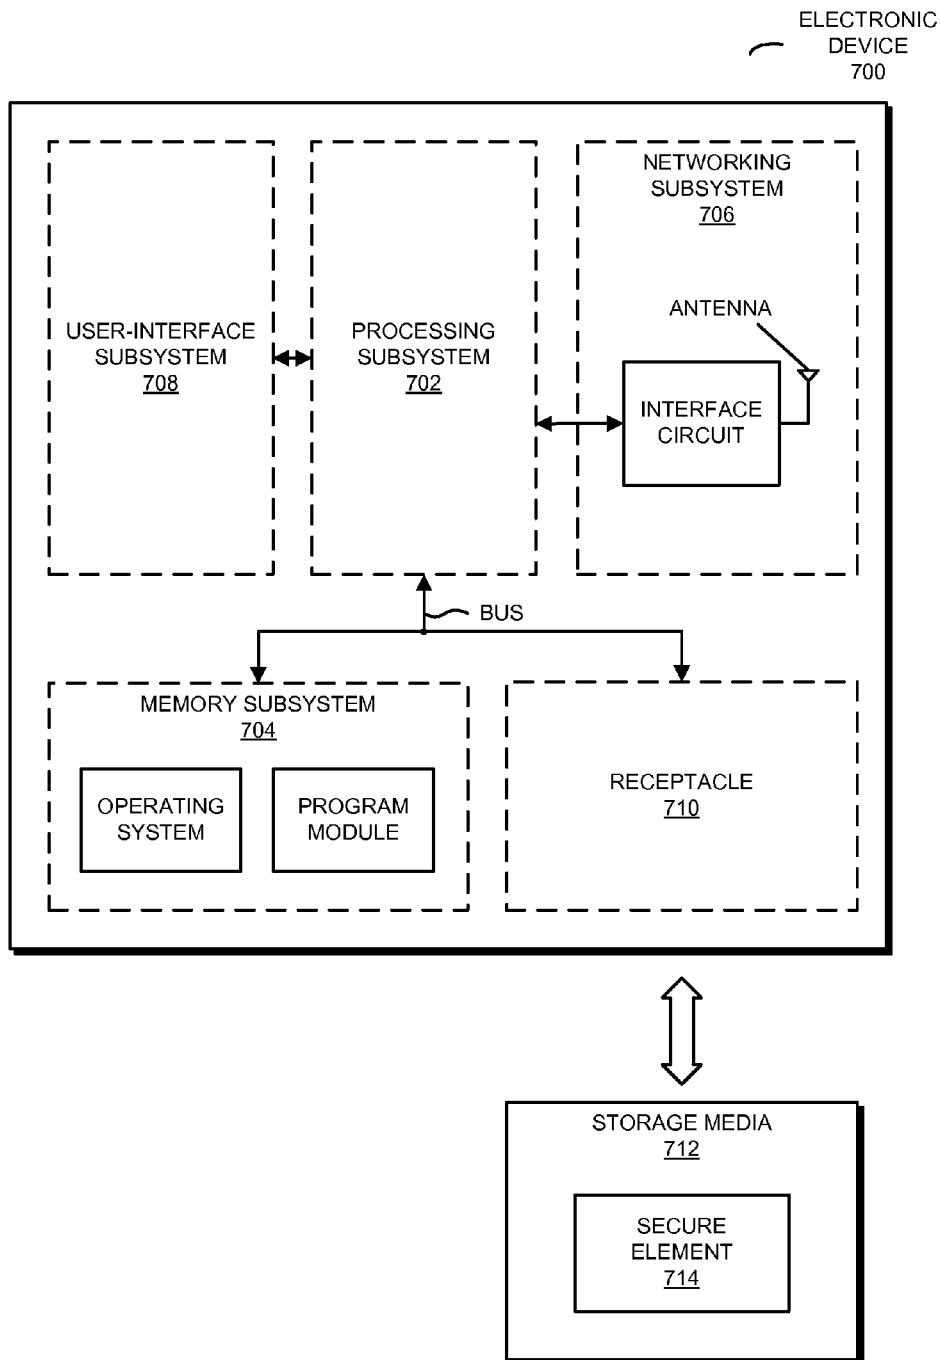 ELECTRONIC
DEVICE
700
USER-INTERFACE
SUBSYSTEM
708
PROCESSING
SUBSYSTEM
702
NETWORKING
SUBSYSTEM
706
ANTENNA
INTERFACE
CIRCUIT
BUS
MEMORY SUBSYSTEM
704
OPERATING
SYSTEM
PROGRAM
MODULE
RECEPTACLE
710
STORAGE MEDIA
712
SECURE
ELEMENT
714